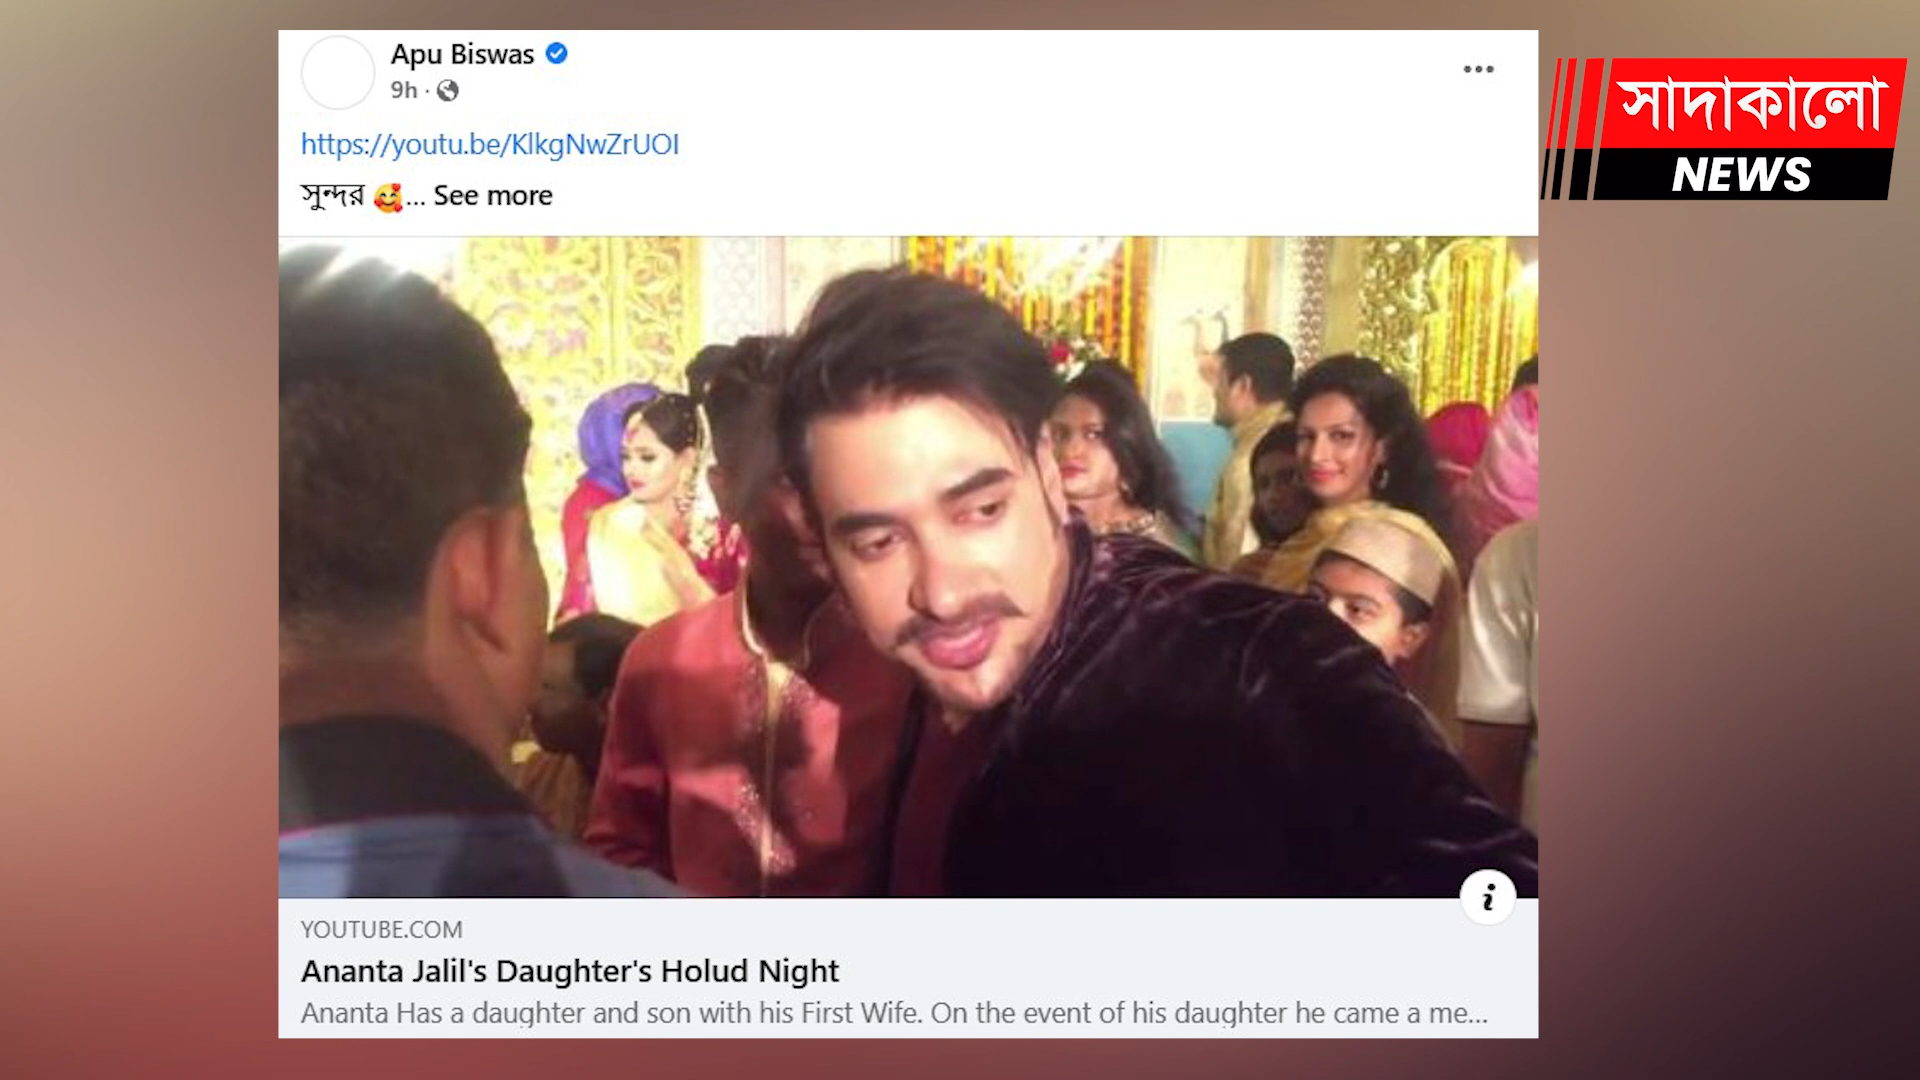 Apu Biswas
9h ·
https://youtu.be/KlkgNwZrUOI
সুন্দর 🥰... See more
সাদাকালো
NEWS
YOUTUBE.COM
Ananta Jalil's Daughter's Holud Night
Ananta Has a daughter and son with his First Wife. On the event of his daughter he came a me...